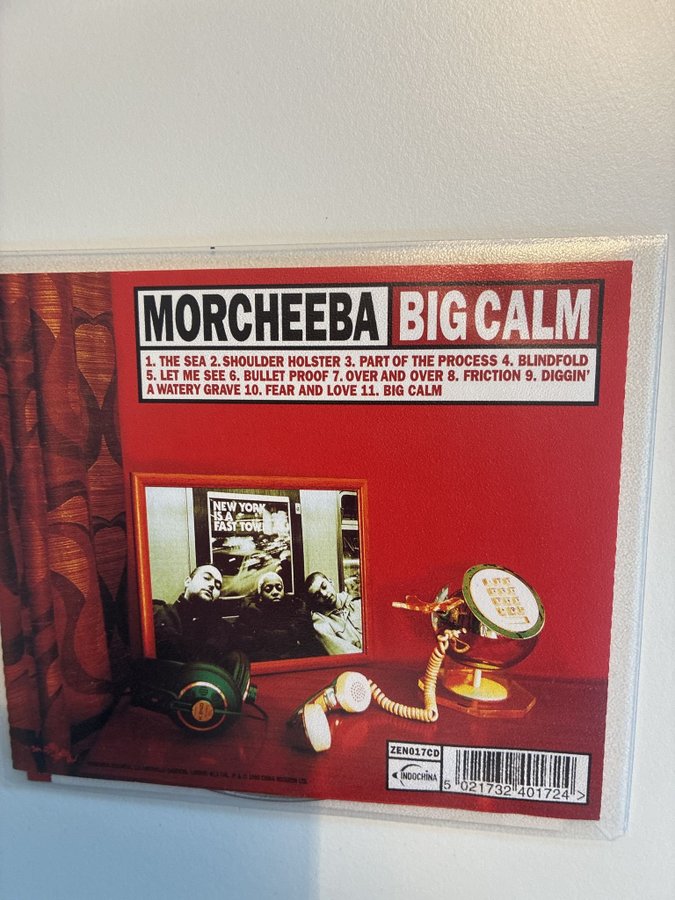 MORCHEEBA BIG CALM
1. THE SEA 2. SHOULDER HOLSTER 3. PART OF THE PROCESS 4. BLINDFOLD
5. LET ME SEE 6. BULLET PROOF 7. OVER AND OVER 8. FRICTION 9. DIGGIN'
A WATERY GRAVE 10. FEAR AND LOVE 11. BIG CALM
NEW YORK
IS A
FAST TOWN
ZEN017CD
INDOCHINA
5 021732 401724 >